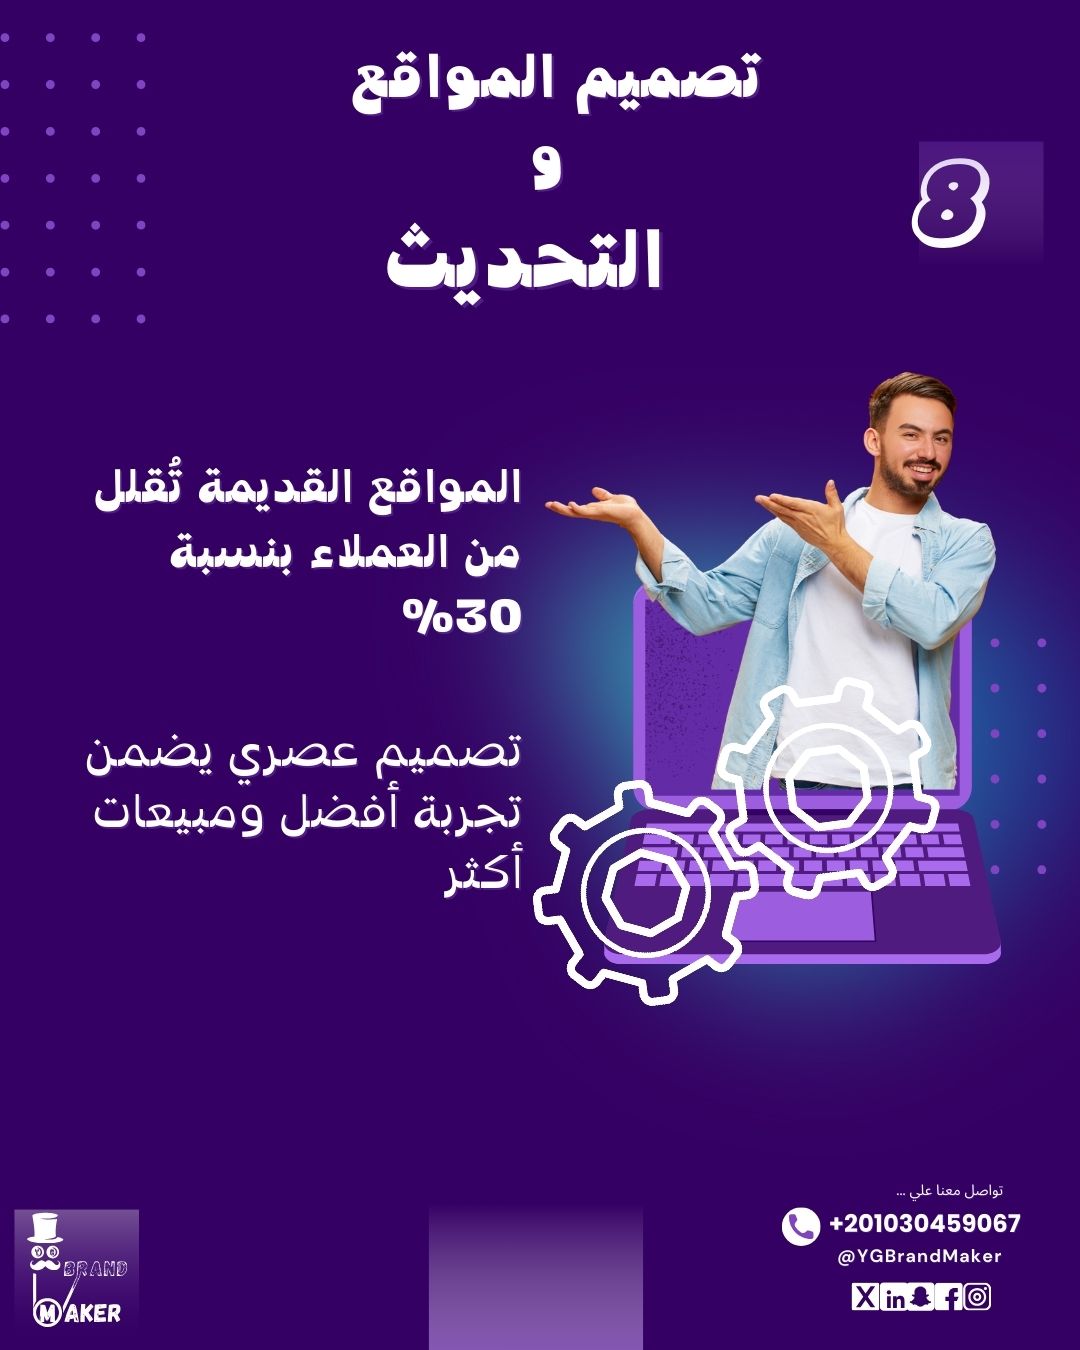 تصميم المواقع
و
التحديث
8
المواقع القديمة تُقلل
من العملاء بنسبة
%30
تصميم عصري يضمن
تجربة أفضل ومبيعات
أكثر
تواصل معنا علي ...
+201030459067
@YGBrandMaker
BRAND
MAKER